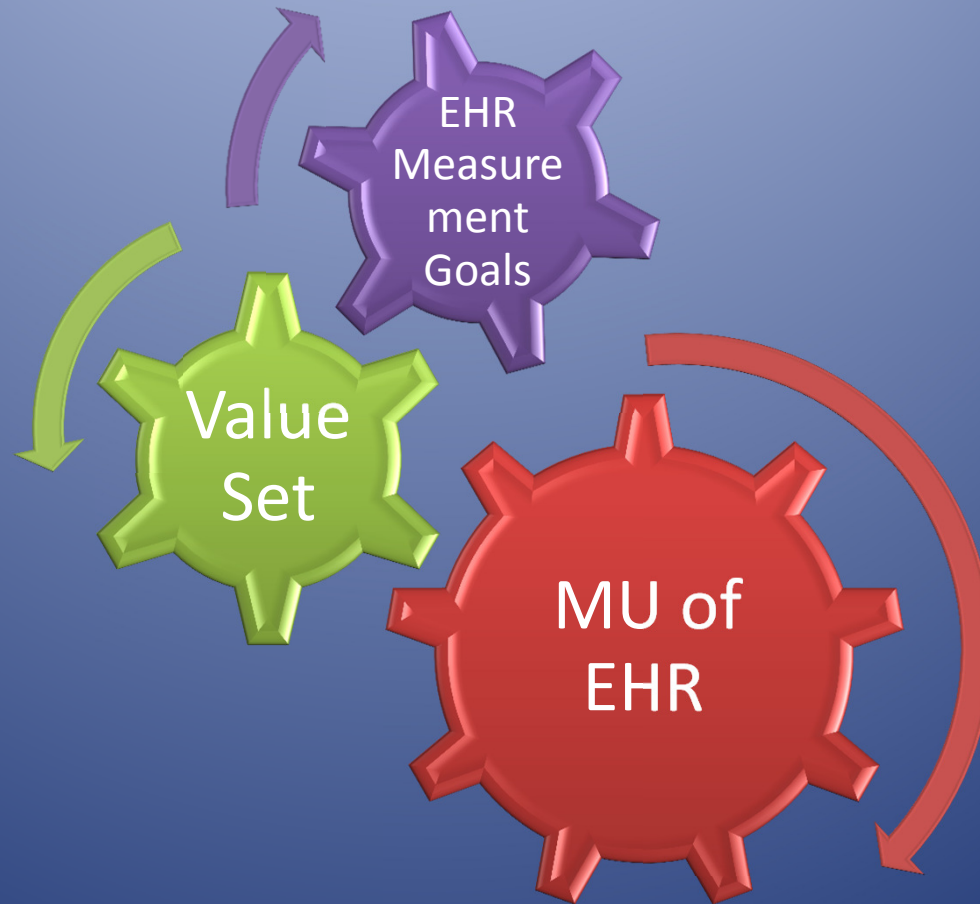 EHR
Measure
ment
Goals
Value
Set
MU of
EHR